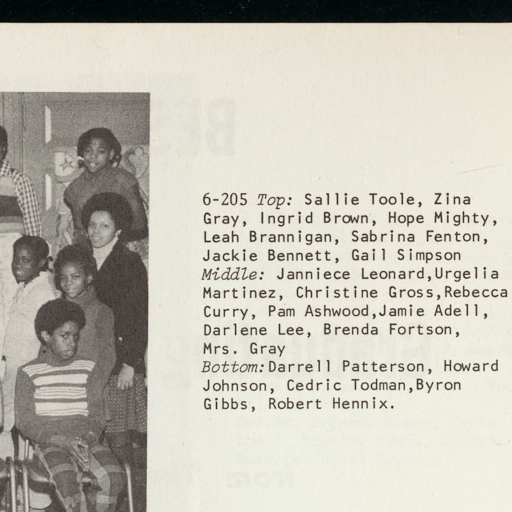 6-205 Top: Sallie Toole, Zina
Gray, Ingrid Brown, Hope Mighty,
Leah Brannigan, Sabrina Fenton,
Jackie Bennett, Gail Simpson
Middle: Janniece Leonard,Urgelia
Martinez, Christine Gross,Rebecca
Curry, Pam Ashwood,Jamie Adell,
Darlene Lee, Brenda Fortson,
Mrs. Gray
Bottom:Darrell Patterson, Howard
Johnson, Cedric Todman,Byron
Gibbs, Robert Hennix.